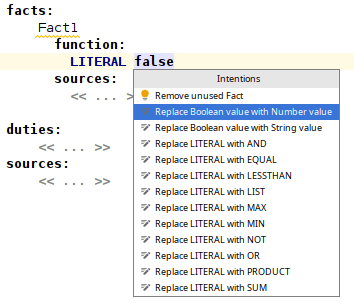 facts:
Fact1
function:
LITERAL false
sources:
<< ... >
duties:
<< ... >>
sources:
<< ... >>
Intentions
Remove unused Fact
Replace Boolean value with Number value
Replace Boolean value with String value
Replace LITERAL with AND
Replace LITERAL with EQUAL
Replace LITERAL with LESSTHAN
Replace LITERAL with LIST
Replace LITERAL with MAX
Replace LITERAL with MIN
Replace LITERAL with NOT
Replace LITERAL with OR
Replace LITERAL with PRODUCT
Replace LITERAL with SUM